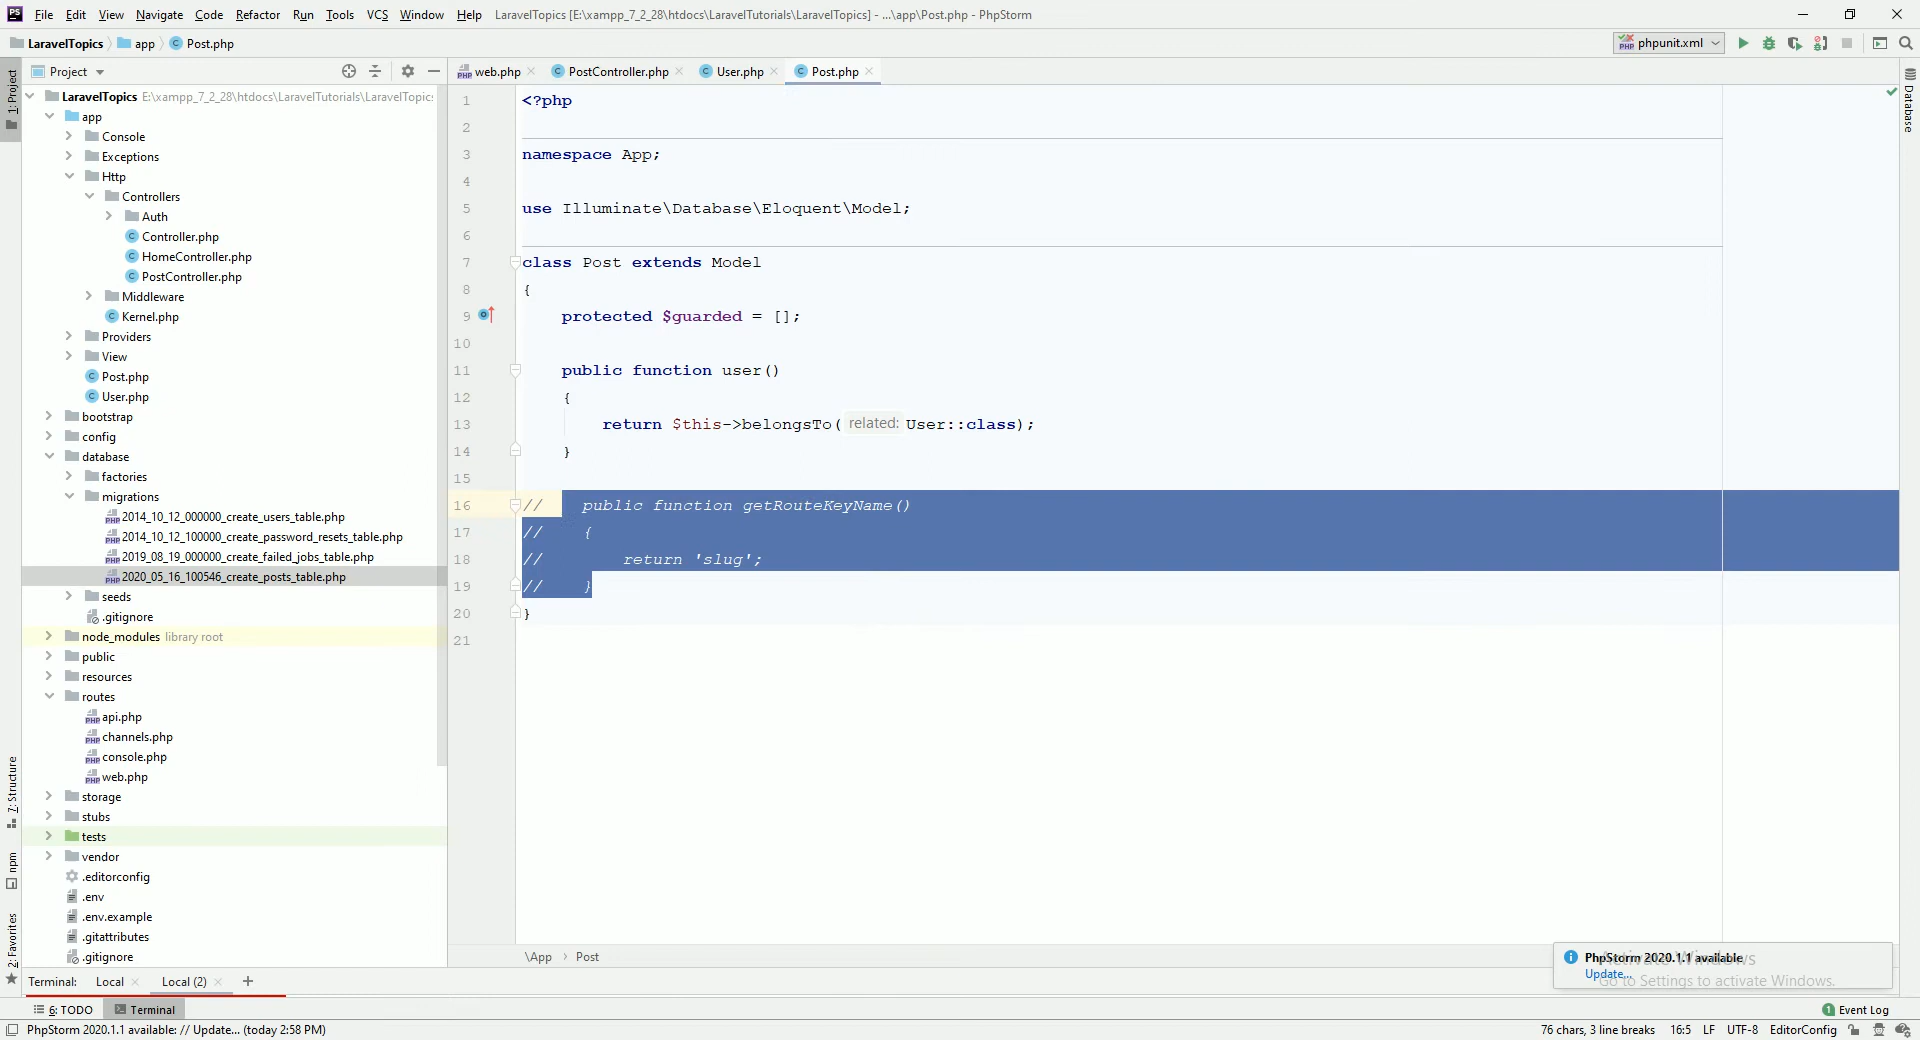 PS File Edit View Navigate Code Refactor Run Tools VCS Window Help LaravelTopics [E:\xampp_7_2_28\htdocs\LaravelTutorials\LaravelTopics] - ...\app\Post.php - PhpStorm
LaravelTopics app Post.php phpunit.xml
1: Project
Project
web.php PostController.php User.php Post.php
LaravelTopics E:\xampp_7_2_28\htdocs\LaravelTutorials\LaravelTopics
app
Console
Exceptions
Http
Controllers
Auth
Controller.php
HomeController.php
PostController.php
Middleware
Kernel.php
Providers
View
Post.php
User.php
bootstrap
config
database
factories
migrations
2014_10_12_000000_create_users_table.php
2014_10_12_100000_create_password_resets_table.php
2019_08_19_000000_create_failed_jobs_table.php
2020_05_16_100546_create_posts_table.php
seeds
.gitignore
node_modules library root
public
resources
routes
api.php
channels.php
console.php
web.php
storage
stubs
tests
vendor
.editorconfig
.env
.env.example
.gitattributes
.gitignore
7: Structure
npm
2: Favorites
1 <?php
2
3 namespace App;
4
5 use Illuminate\Database\Eloquent\Model;
6
7 class Post extends Model
8 {
9 protected $guarded = [];
10
11 public function user()
12 {
13 return $this->belongsTo( related: User::class);
14 }
15
16 // public function getRouteKeyName()
17 // {
18 // return 'slug';
19 // }
20 }
21
Database
\App › Post
PhpStorm 2020.1.1 available
Update...
Activate Windows
Go to Settings to activate Windows.
Terminal: Local Local (2) +
6: TODO Terminal 1 Event Log
PhpStorm 2020.1.1 available: // Update... (today 2:58 PM) 76 chars, 3 line breaks 16:5 LF UTF-8 EditorConfig